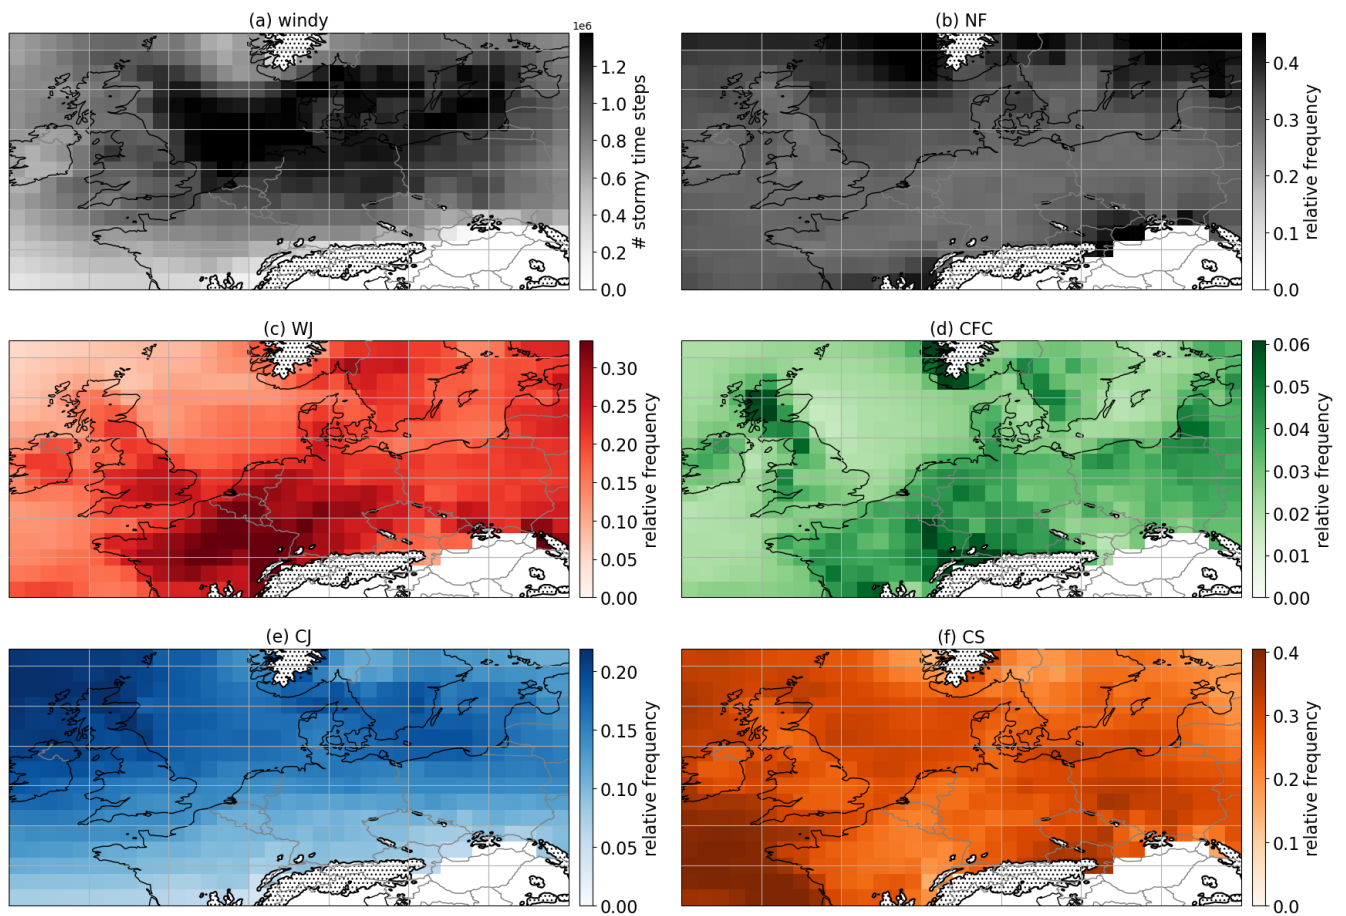 (a) windy
1e6
1.2
1.0
0.8
0.6
0.4
0.2
0.0
# stormy time steps
(b) NF
0.4
0.3
0.2
0.1
0.0
relative frequency
(c) WJ
0.30
0.25
0.20
0.15
0.10
0.05
0.00
relative frequency
(d) CFC
0.06
0.05
0.04
0.03
0.02
0.01
0.00
relative frequency
(e) CJ
0.20
0.15
0.10
0.05
0.00
relative frequency
(f) CS
0.4
0.3
0.2
0.1
0.0
relative frequency